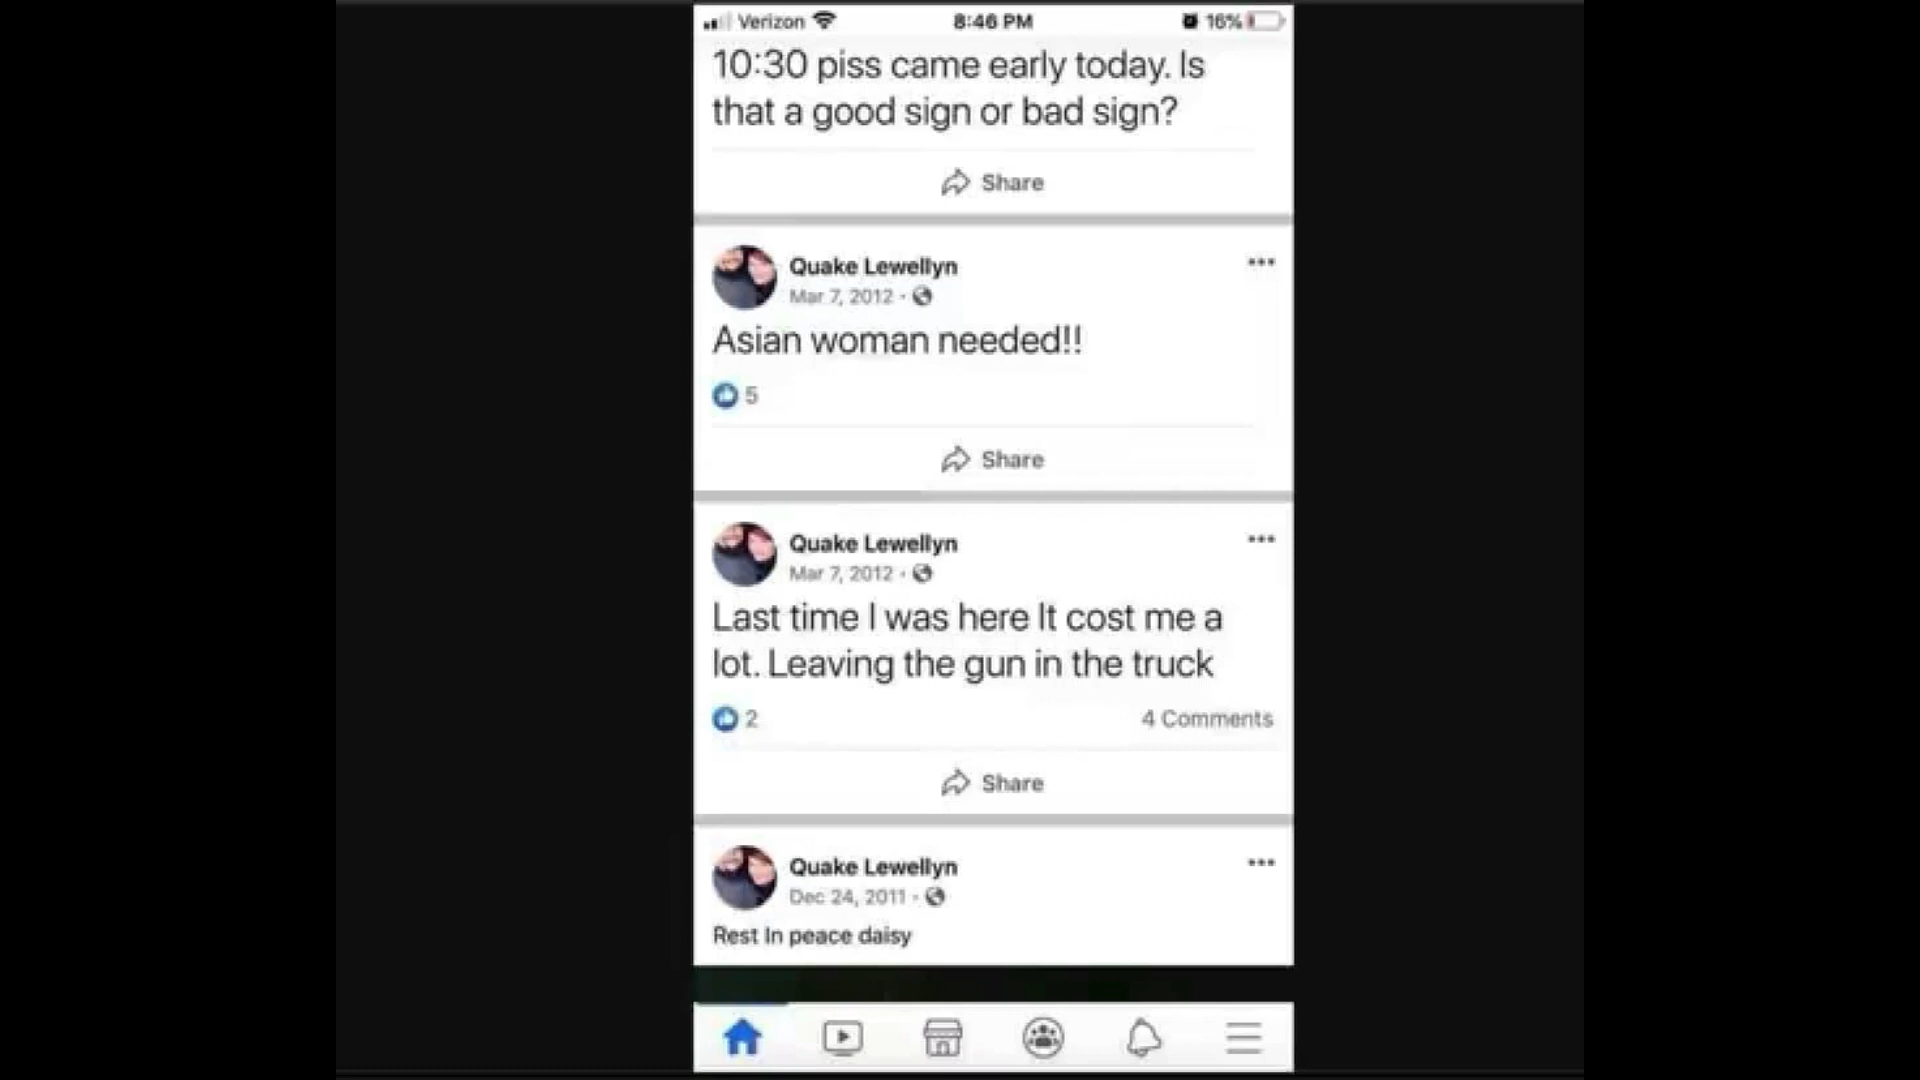 Verizon 8:46 PM 16%
10:30 piss came early today. Is
that a good sign or bad sign?
Share
Quake Lewellyn
Mar 7, 2012 ·
Asian woman needed!!
5
Share
Quake Lewellyn
Mar 7, 2012 ·
Last time I was here It cost me a
lot. Leaving the gun in the truck
2 4 Comments
Share
Quake Lewellyn
Dec 24, 2011 ·
Rest In peace daisy